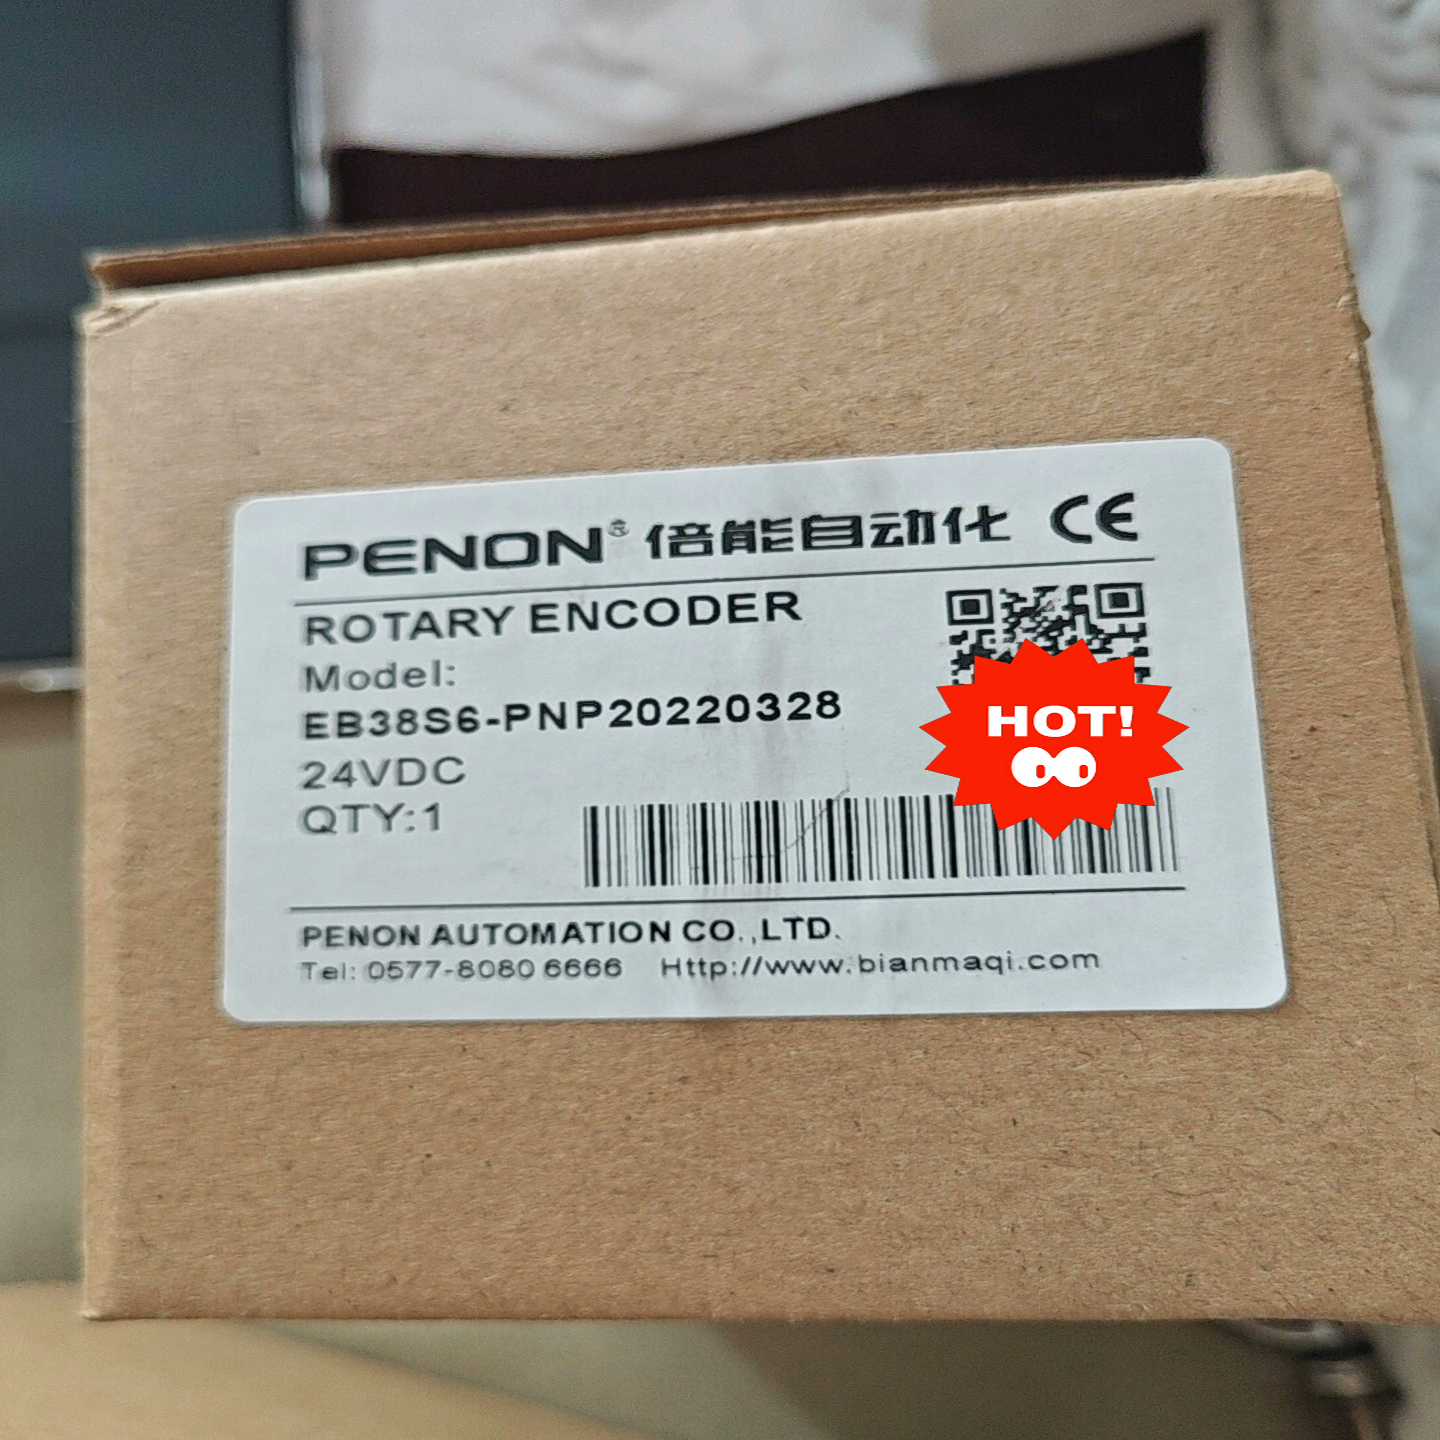 PENON® 倍能自动化 CE
ROTARY ENCODER
Model:
EB38S6-PNP20220328
24VDC
QTY:1
HOT!
PENON AUTOMATION CO.,LTD.
Tel: 0577-8080 6666 Http://www.bianmaqi.com